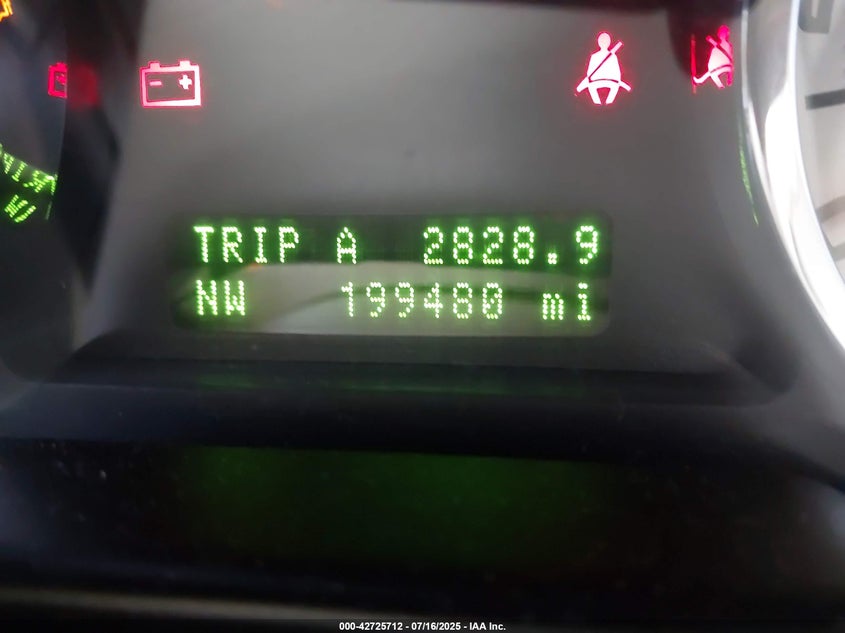 TRIP A 2828.9
NW 199480 mi
000-42725712 - 07/16/2025 - IAA Inc.